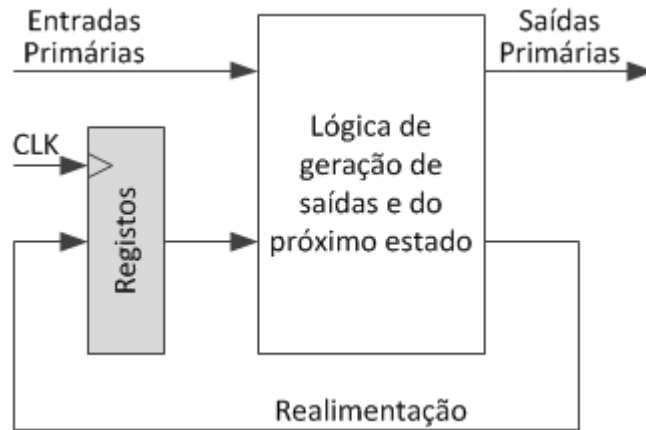 Entradas
Primárias
Saídas
Primárias
CLK
Registos
Lógica de
geração de
saídas e do
próximo estado
Realimentação